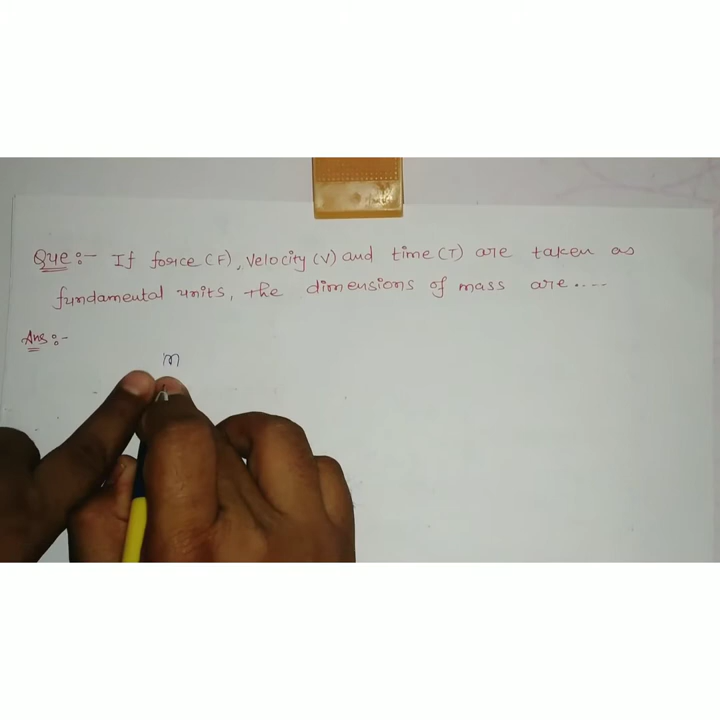 Que:- If force (F), Velocity (V) and time (T) are taken as
fundamental units, the dimensions of mass are....
Ans:-
m